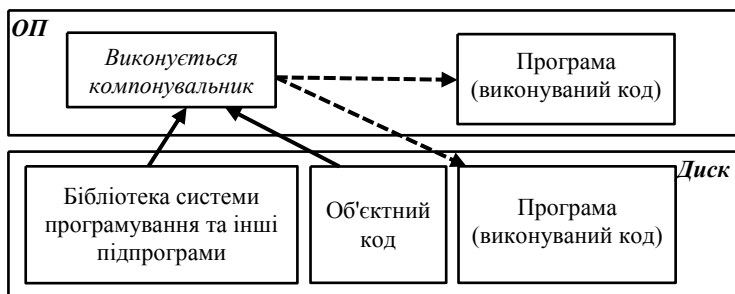 ОП
Виконується
компонувальник
Програма
(виконуваний код)
Диск
Бібліотека системи
програмування та інші
підпрограми
Об'єктний
код
Програма
(виконуваний код)